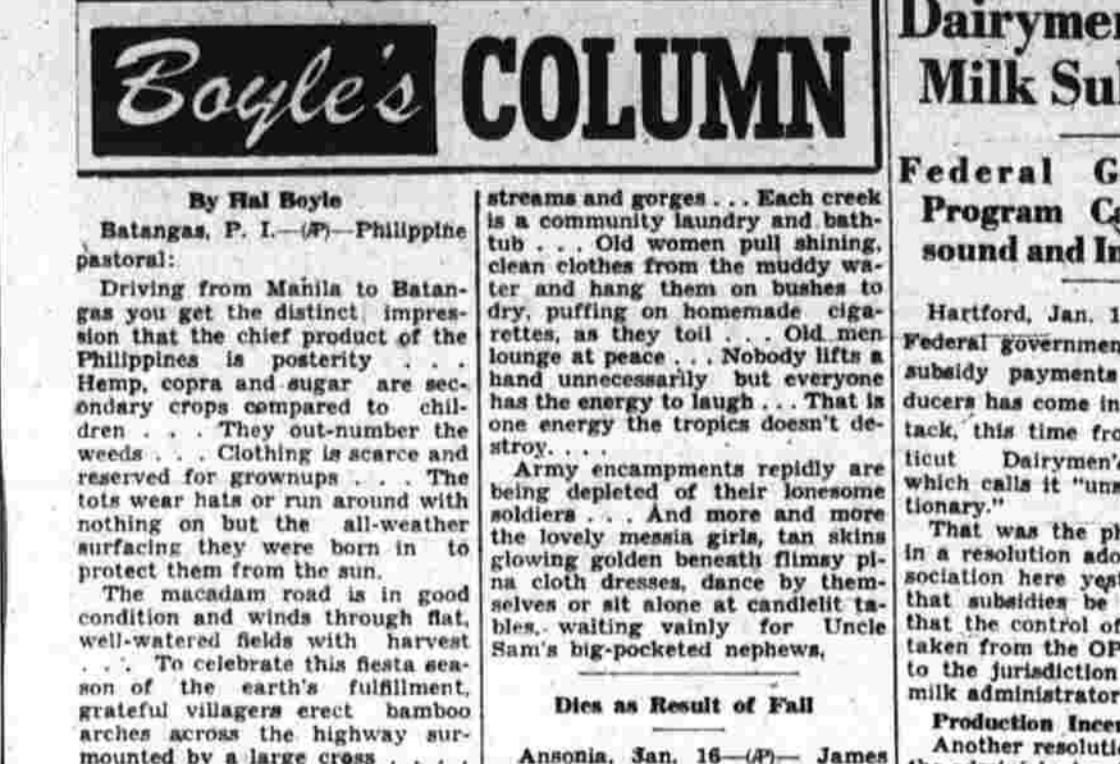 Boyle's COLUMN
By Hal Boyle
Batangas, P. I.—(AP)—Philippine
pastoral:
Driving from Manila to Batan-
gas you get the distinct impres-
sion that the chief product of the
Philippines is posterity . . .
Hemp, copra and sugar are sec-
ondary crops compared to chil-
dren . . . They out-number the
weeds . . . Clothing is scarce and
reserved for grownups . . . The
tots wear hats or run around with
nothing on but the all-weather
surfacing they were born in to
protect them from the sun.
The macadam road is in good
condition and winds through flat,
well-watered fields with harvest
. . . To celebrate this fiesta sea-
son of the earth's fulfillment,
grateful villagers erect bamboo
arches across the highway sur-
mounted by a large cross . . . .
streams and gorges . . . Each creek
is a community laundry and bath-
tub . . . Old women pull shining,
clean clothes from the muddy wa-
ter and hang them on bushes to
dry, puffing on homemade ciga-
rettes, as they toil . . . Old men
lounge at peace . . . Nobody lifts a
hand unnecessarily but everyone
has the energy to laugh . . . That is
one energy the tropics doesn't de-
stroy. . . .
Army encampments repidly are
being depleted of their lonesome
soldiers . . . And more and more
the lovely messia girls, tan skins
glowing golden beneath flimsy pi-
na cloth dresses, dance by them-
selves or sit alone at candlelit ta-
bles, waiting vainly for Uncle
Sam's big-pocketed nephews,
Dies as Result of Fall
Ansonia, Jan. 16—(AP)— James
Dairymen
Milk Su
Federal G
Program C
sound and In
Hartford, Jan. 1
Federal governmen
subsidy payments
ducers has come in
tack, this time fro
ticut Dairymen's
which calls it "uns
tionary."
That was the pl
in a resolution ado
sociation here yes
that subsidies be
that the control of
taken from the OP
to the jurisdiction
milk administrator
Production Ince
Another resoluti